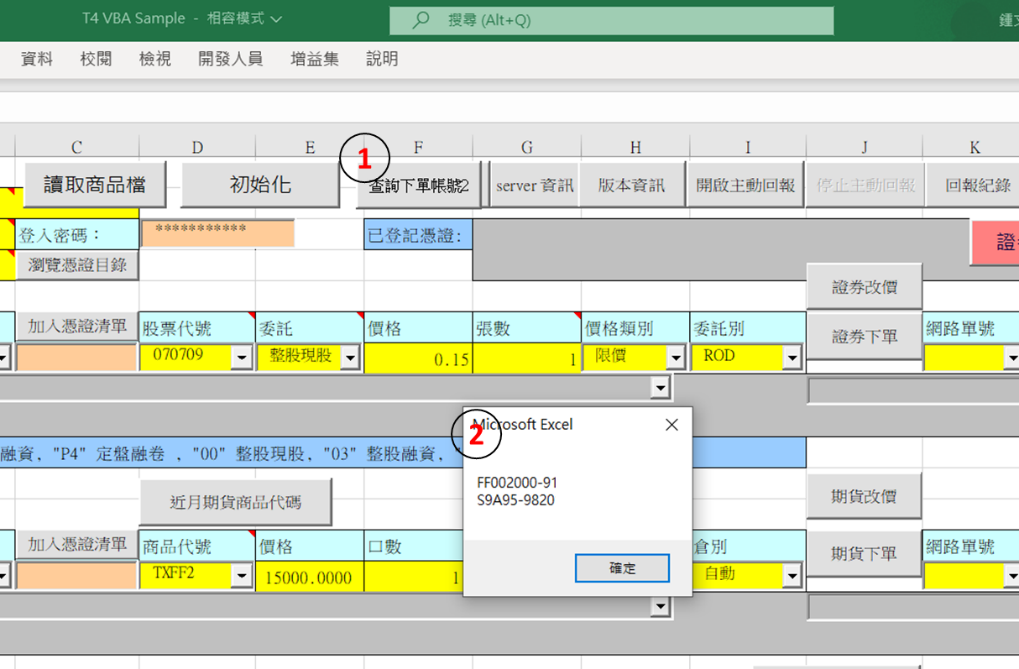 T4 VBA Sample - 相容模式
搜尋 (Alt+Q)
資料 校閱 檢視 開發人員 增益集 說明
C D E F G H I J K
1
讀取商品檔 初始化 查詢下單帳號2 server 資訊 版本資訊 開啟主動回報 停止主動回報 回報紀錄
登入密碼： *********** 已登記憑證:
瀏覽憑證目錄
證券改價
加入憑證清單 股票代號 委託 價格 張數 價格類別 委託別 證券下單 網路單號
070709 整股現股 0.15 1 限價 ROD
2
Microsoft Excel
融資, "P4" 定盤融卷 , "00" 整股現股, "03" 整股融資, "
FF002000-91
S9A95-9820
近月期貨商品代碼 期貨改價
加入憑證清單 商品代號 價格 口數 倉別 期貨下單 網路單號
確定
TXFF2 15000.0000 1 自動